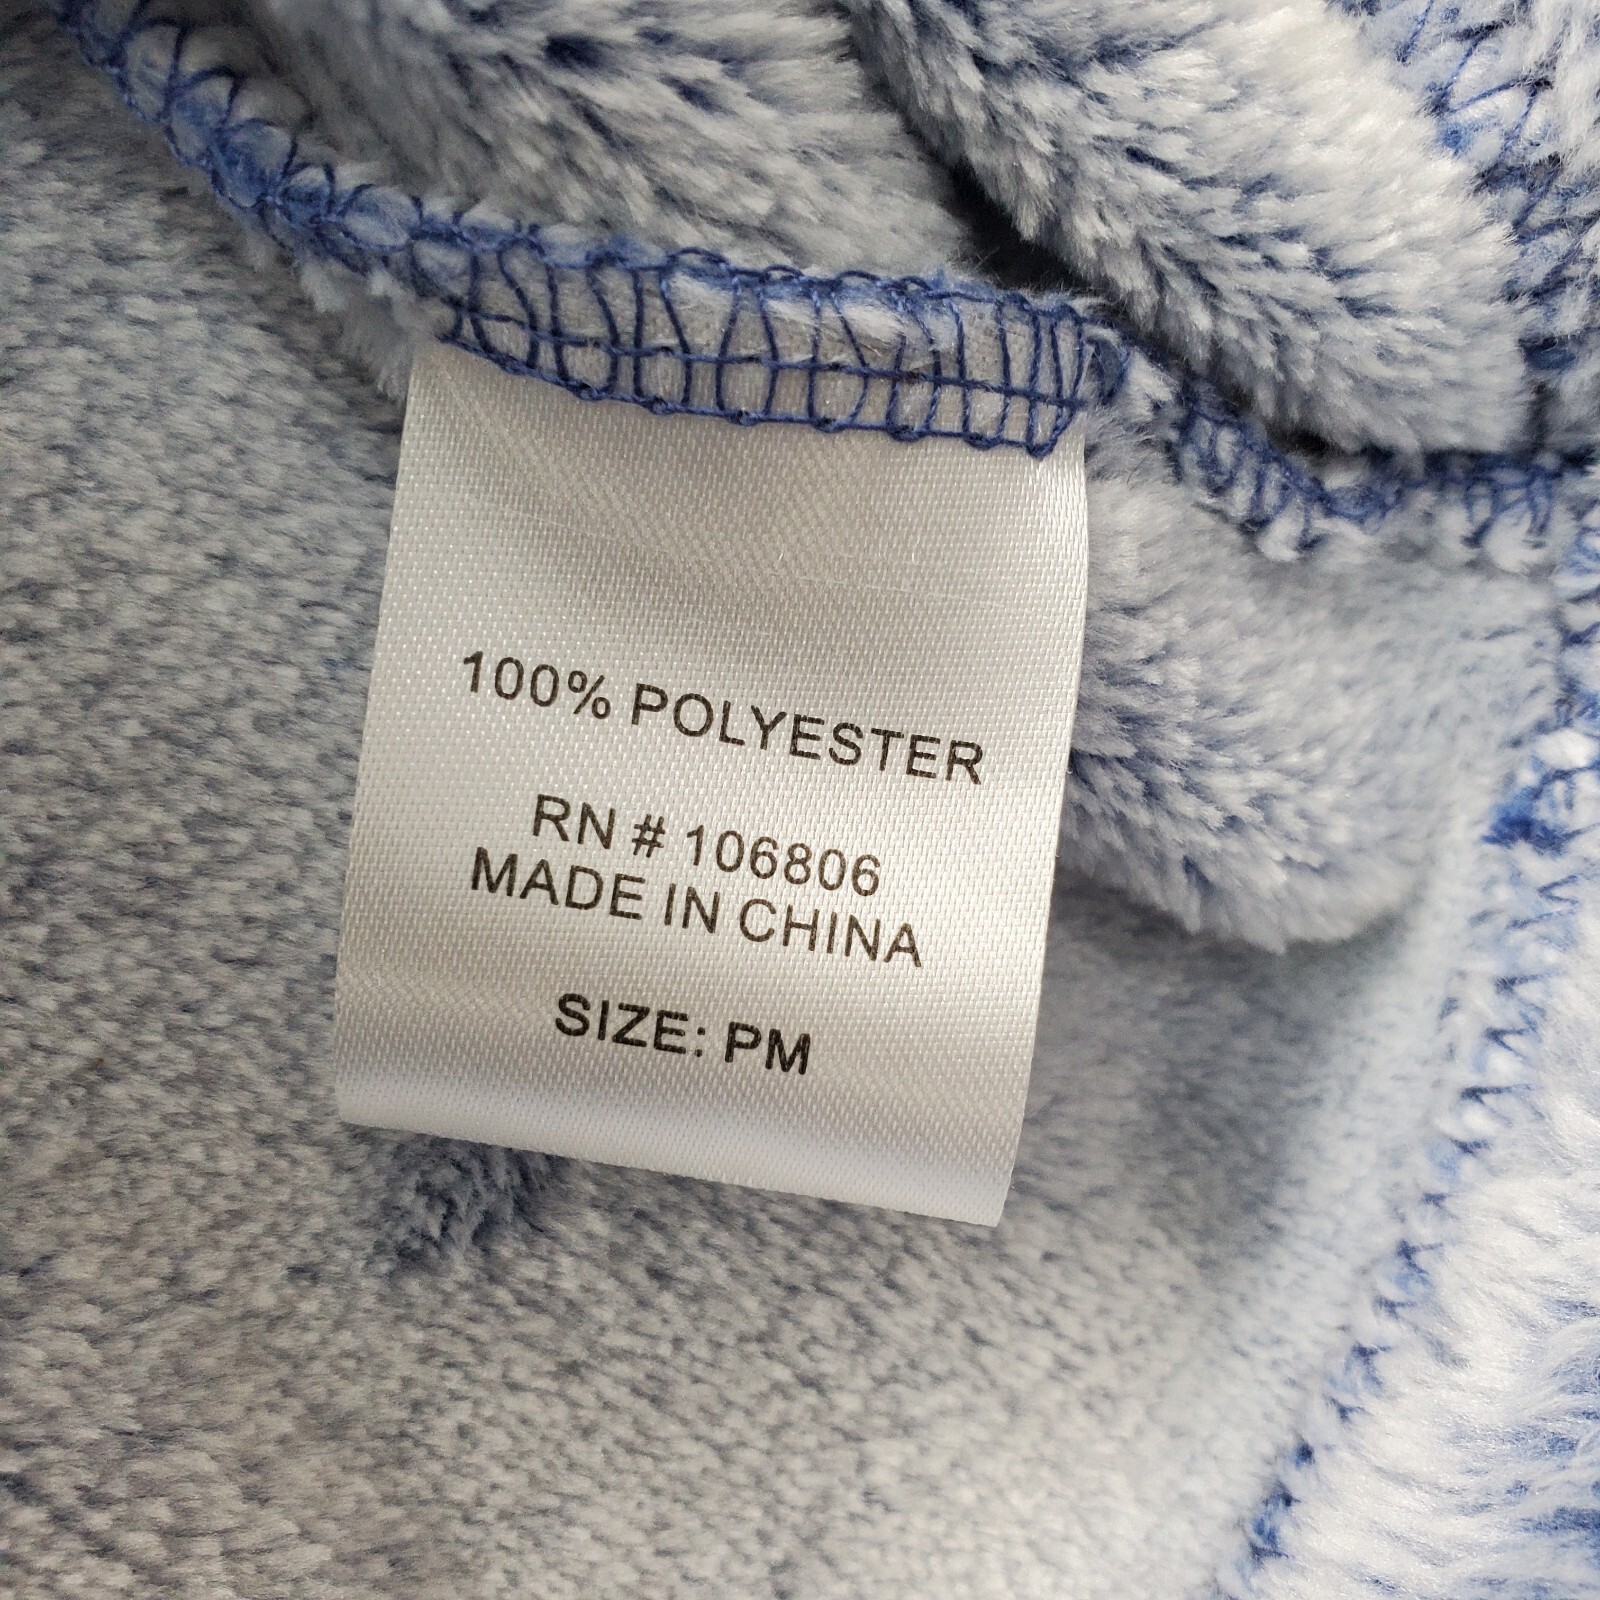 100% POLYESTER
RN # 106806
MADE IN CHINA
SIZE: PM